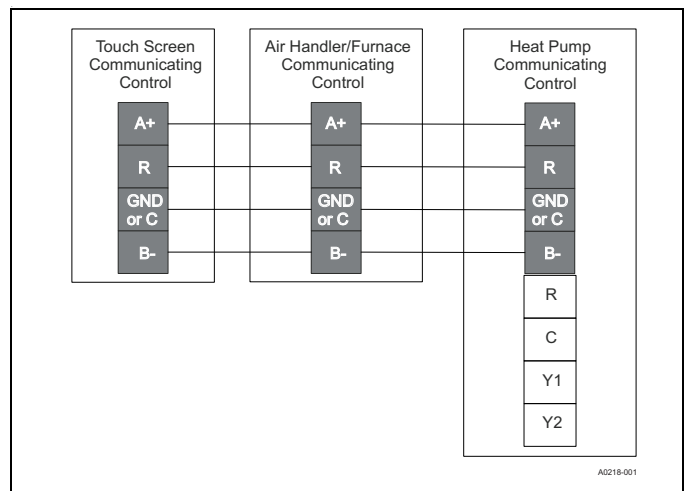 Touch Screen
Communicating
Control
A+
R
GND
or C
B-
Air Handler/Furnace
Communicating
Control
A+
R
GND
or C
B-
Heat Pump
Communicating
Control
A+
R
GND
or C
B-
R
C
Y1
Y2
A0218-001